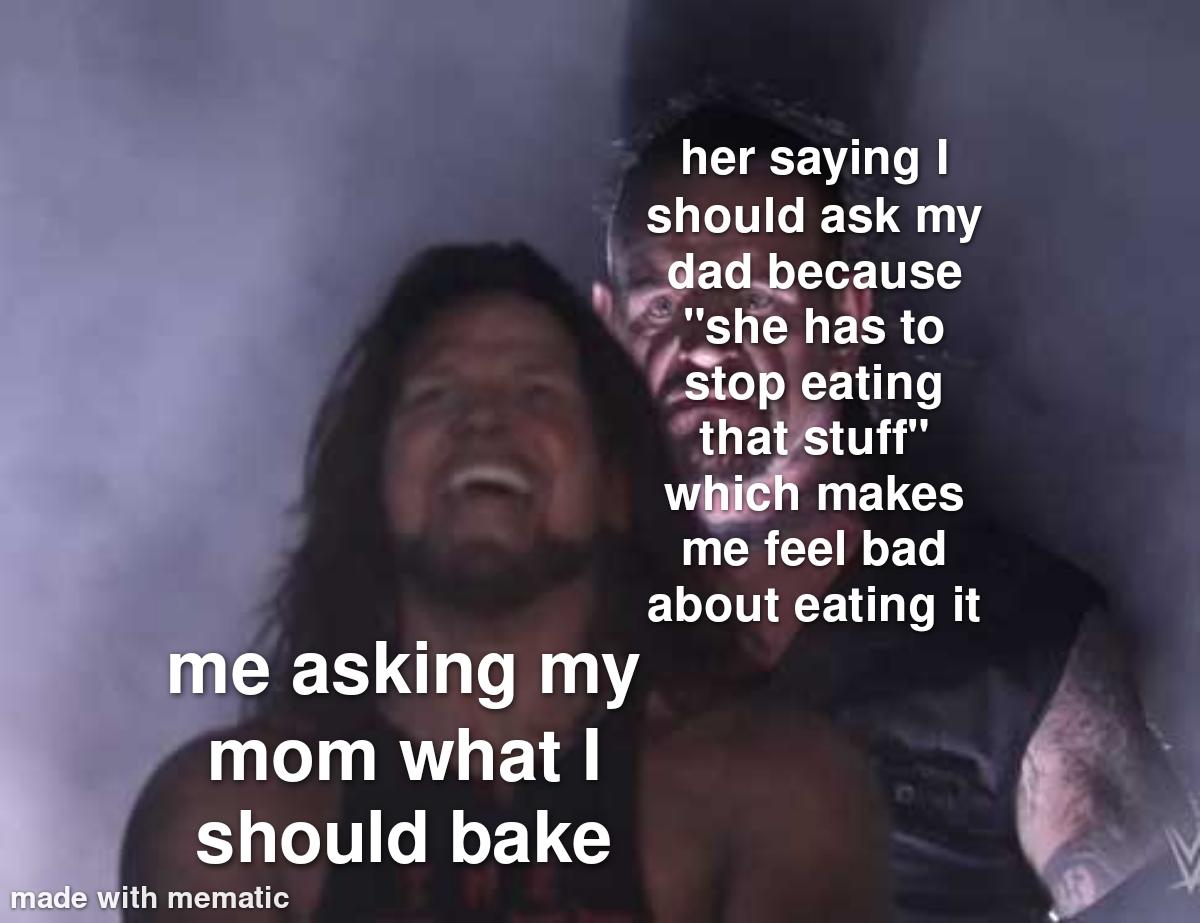 her saying I
should ask my
dad because
"she has to
stop eating
that stuff"
which makes
me feel bad
about eating it
me asking my
mom what I
should bake
made with mematic